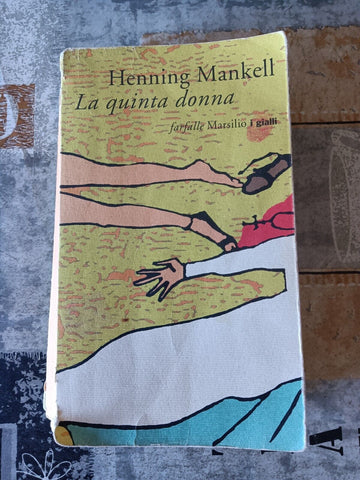 Henning Mankell
La quinta donna
farfalle Marsilio i gialli